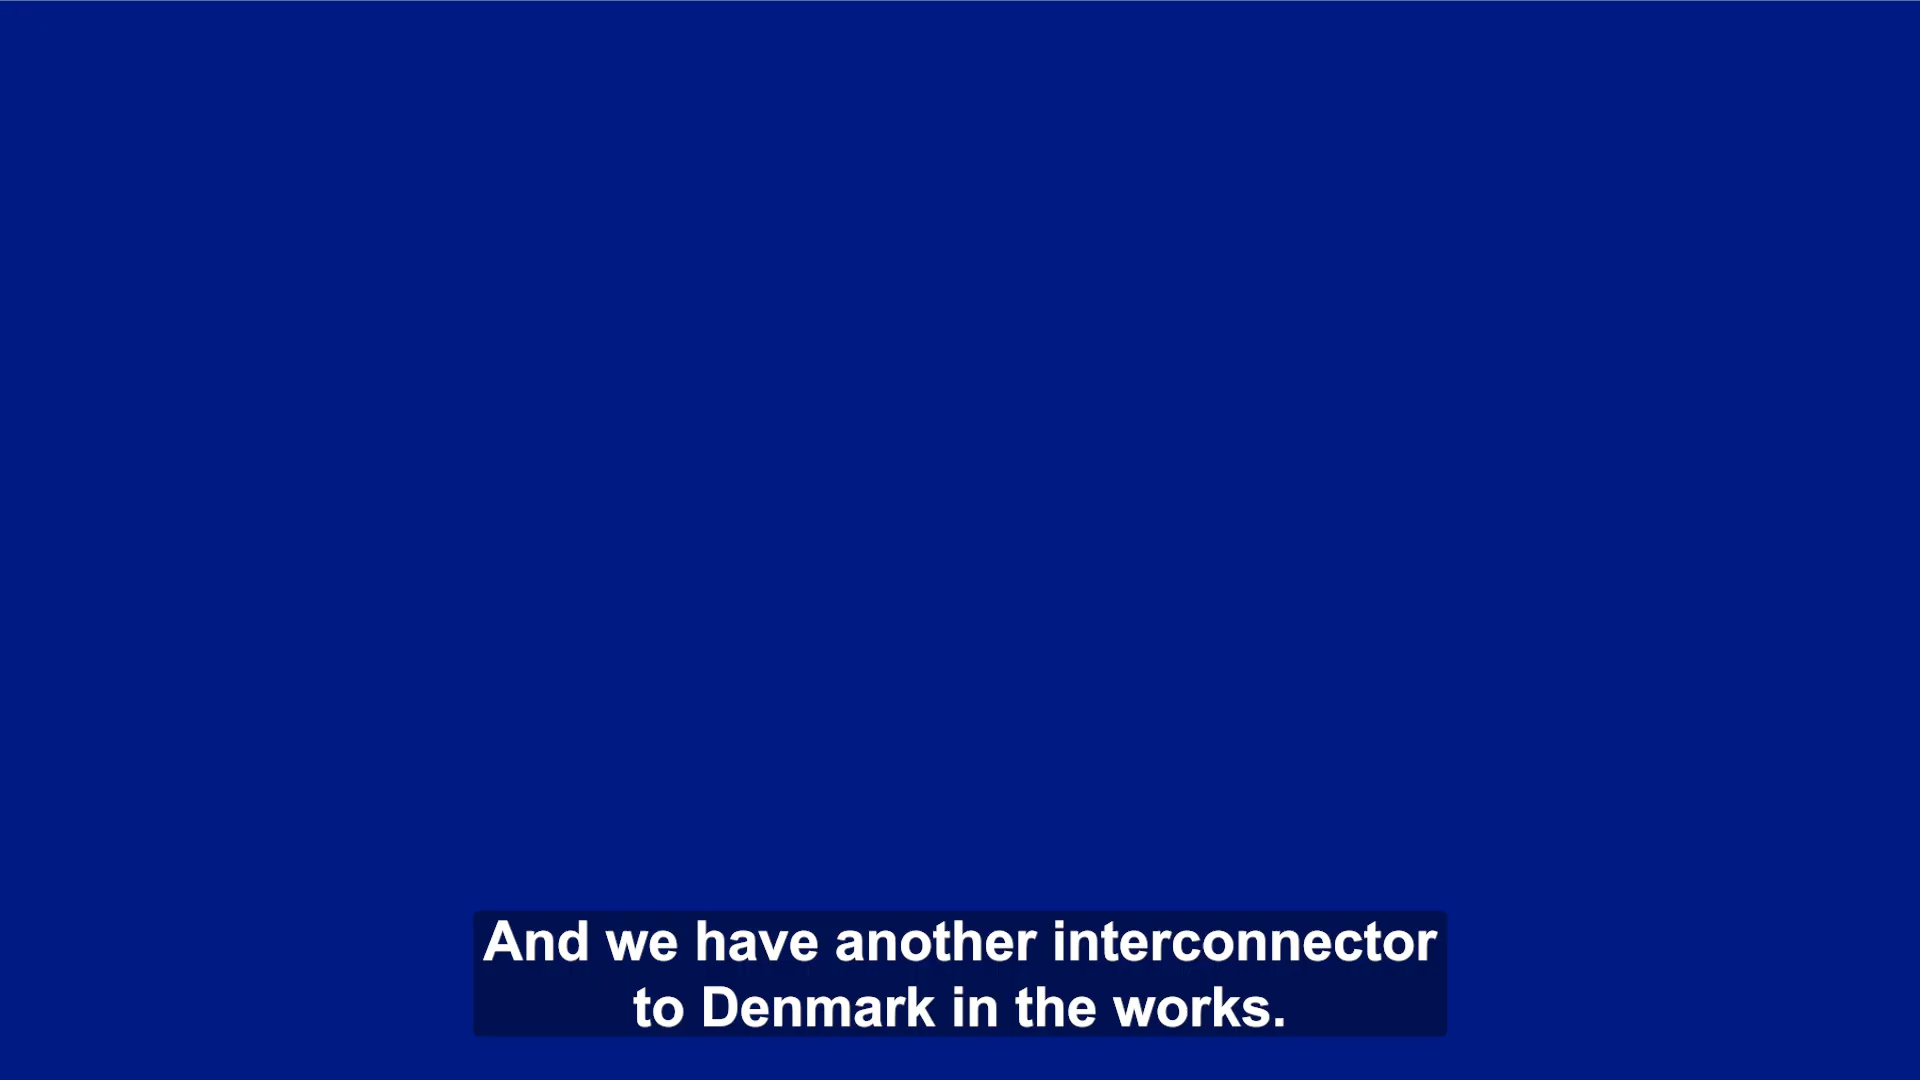 And we have another interconnector
to Denmark in the works.